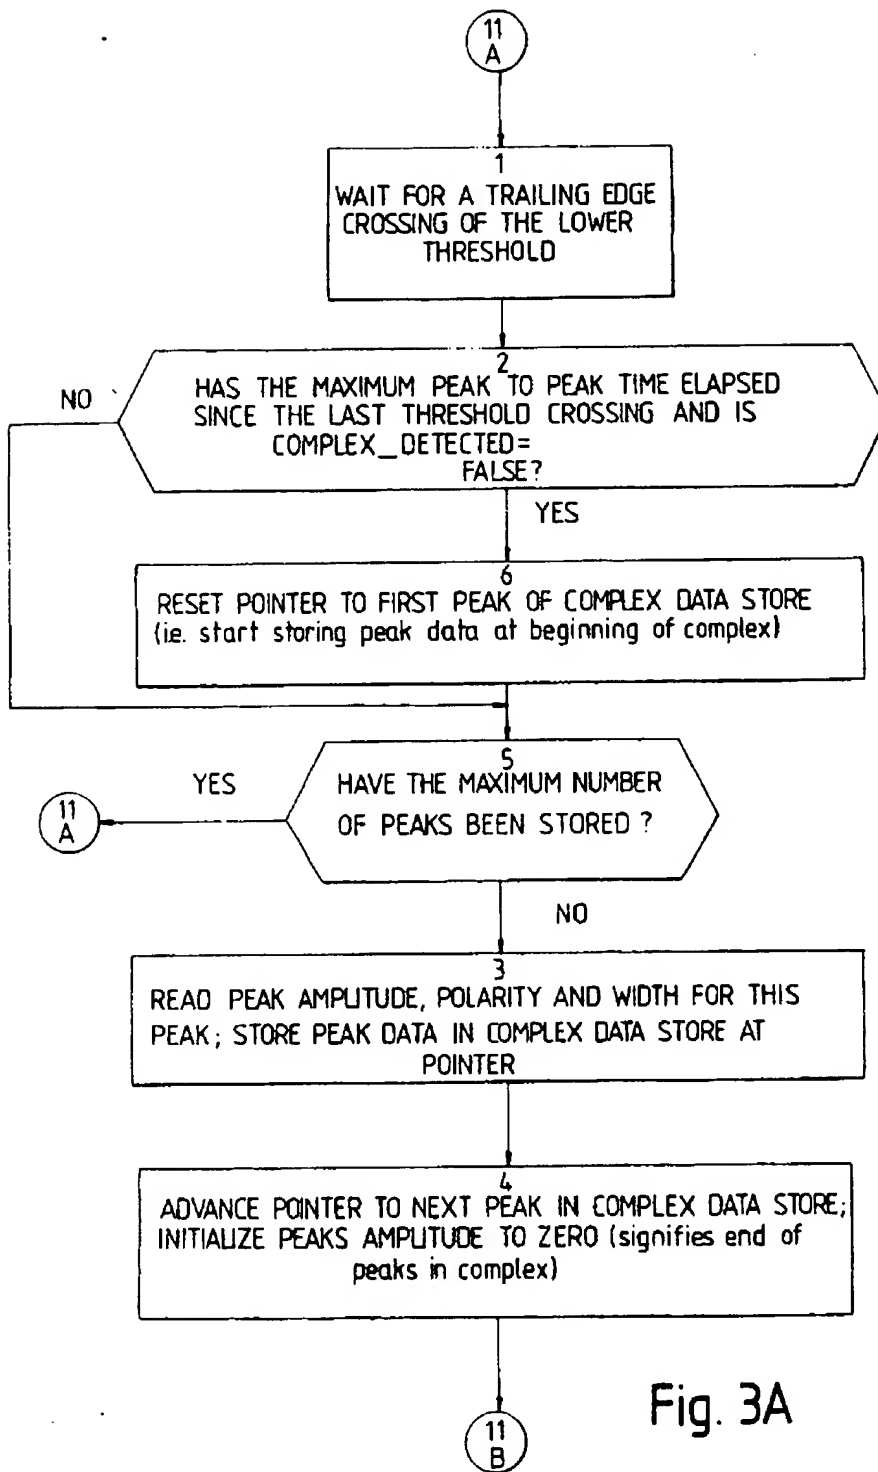 11
A
1
WAIT FOR A TRAILING EDGE
CROSSING OF THE LOWER
THRESHOLD
2
NO
HAS THE MAXIMUM PEAK TO PEAK TIME ELAPSED
SINCE THE LAST THRESHOLD CROSSING AND IS
COMPLEX_DETECTED=
FALSE?
YES
6
RESET POINTER TO FIRST PEAK OF COMPLEX DATA STORE
(i.e. start storing peak data at beginning of complex)
5
YES
HAVE THE MAXIMUM NUMBER
OF PEAKS BEEN STORED ?
11
A
NO
3
READ PEAK AMPLITUDE, POLARITY AND WIDTH FOR THIS
PEAK; STORE PEAK DATA IN COMPLEX DATA STORE AT
POINTER
4
ADVANCE POINTER TO NEXT PEAK IN COMPLEX DATA STORE;
INITIALIZE PEAKS AMPLITUDE TO ZERO (signifies end of
peaks in complex)
Fig. 3A
11
B